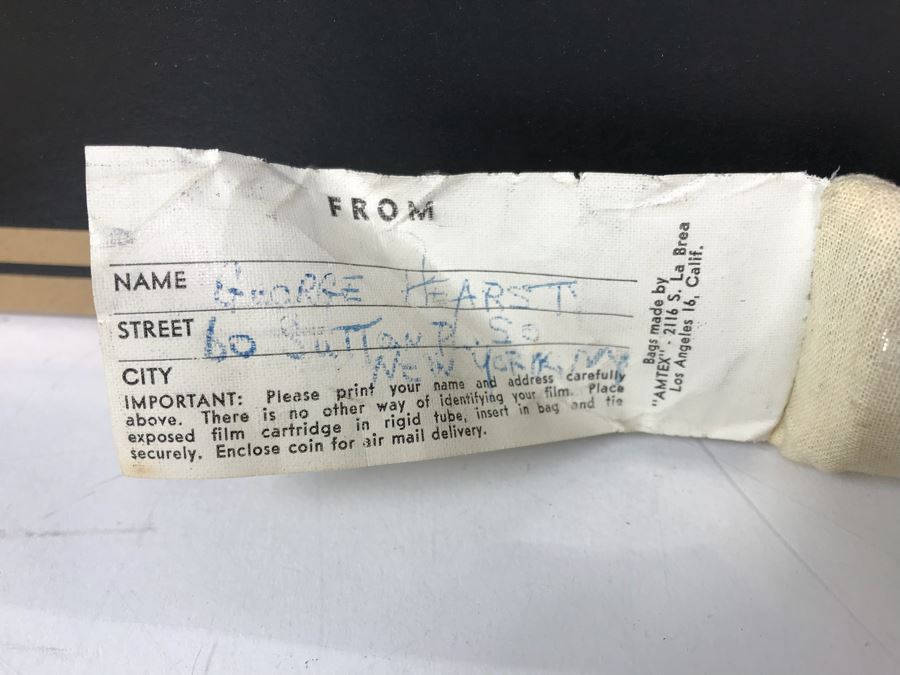 FROM
NAME GEORGE HEARST
STREET 60 SUTTON P. SO
NEW YORK, NY
CITY
IMPORTANT: Please print your name and address carefully
above. There is no other way of identifying your film. Place
exposed film cartridge in rigid tube, insert in bag and tie
securely. Enclose coin for air mail delivery.
Bags made by
"AMTEX" - 2116 S. La Brea
Los Angeles 16, Calif.